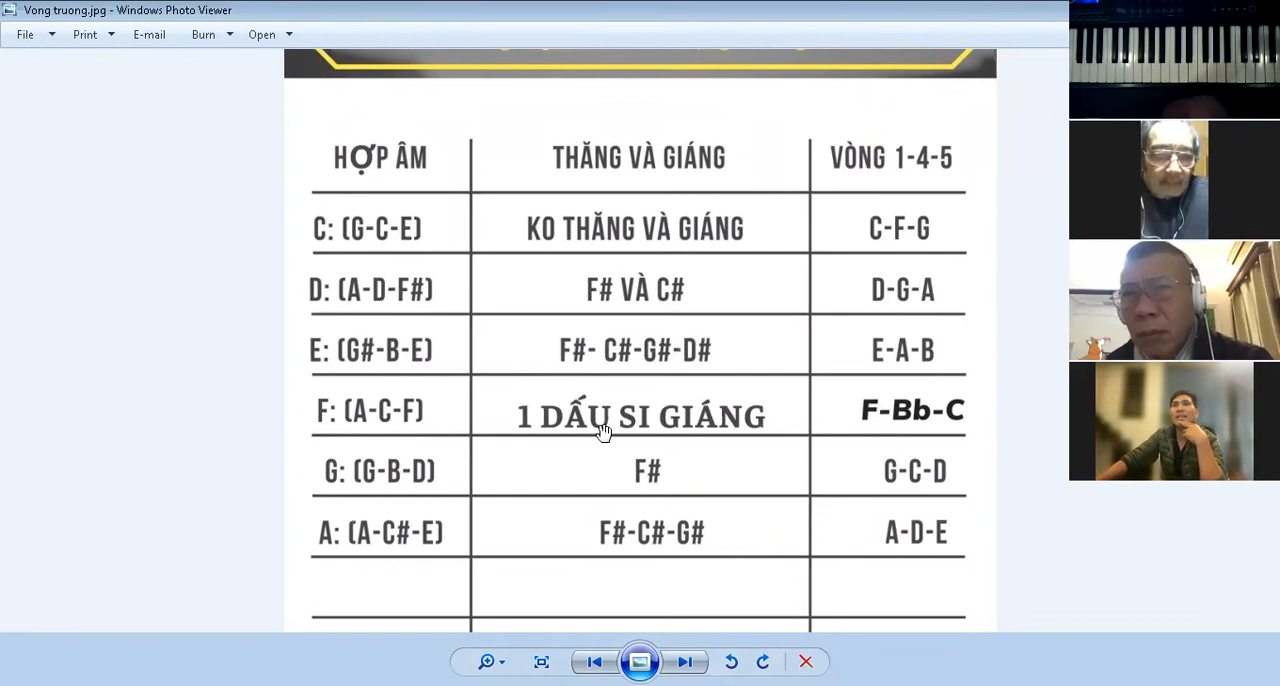 Vong truong.jpg - Windows Photo Viewer
File Print E-mail Burn Open
HỢP ÂM THĂNG VÀ GIÁNG VÒNG 1-4-5
C: (G-C-E) KO THĂNG VÀ GIÁNG C-F-G
D: (A-D-F#) F# VÀ C# D-G-A
E: (G#-B-E) F#- C#-G#-D# E-A-B
F: (A-C-F) 1 DẤU SI GIÁNG F-Bb-C
G: (G-B-D) F# G-C-D
A: (A-C#-E) F#-C#-G# A-D-E